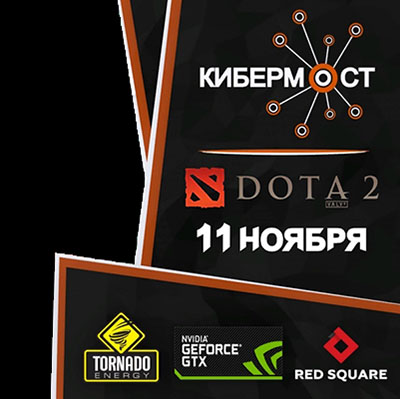 КИБЕРМОСТ
DOTA 2
VALVE
11 НОЯБРЯ
TORNADO
ENERGY
NVIDIA
GEFORCE
GTX
RED SQUARE